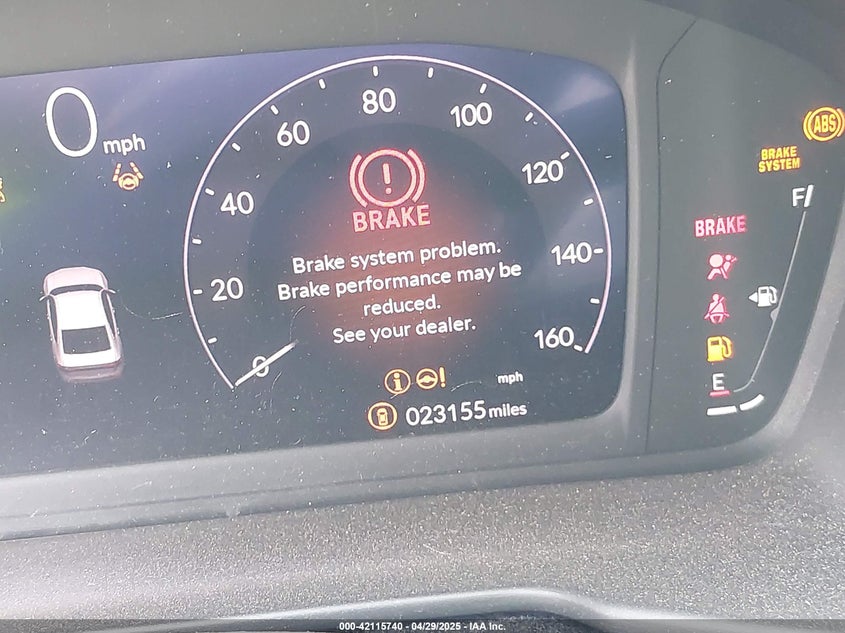 0 mph
0
20
40
60
80
100
120
140
160
BRAKE
Brake system problem.
Brake performance may be
reduced.
See your dealer.
mph
023155 miles
ABS
BRAKE
SYSTEM
F
BRAKE
E
000-42115740 - 04/29/2025 - IAA Inc.